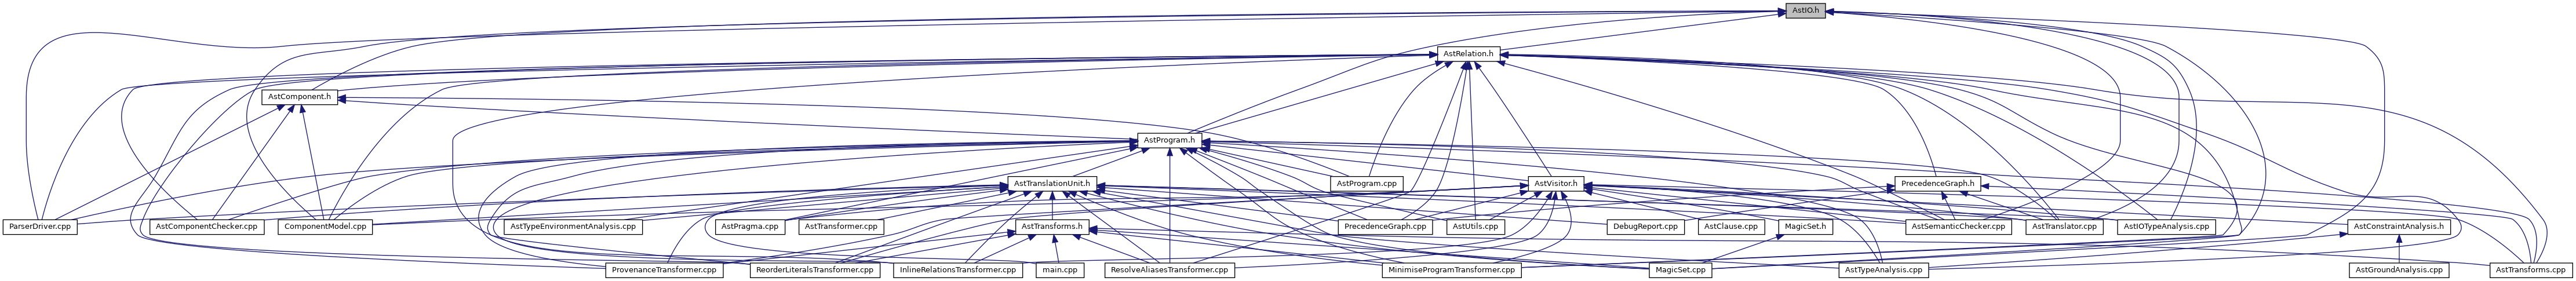 AstIO.h
AstRelation.h
AstComponent.h
AstProgram.h
AstTranslationUnit.h
AstProgram.cpp
AstVisitor.h
PrecedenceGraph.h
ParserDriver.cpp
AstComponentChecker.cpp
ComponentModel.cpp
AstTypeEnvironmentAnalysis.cpp
AstPragma.cpp
AstTransformer.cpp
AstTransforms.h
PrecedenceGraph.cpp
AstUtils.cpp
DebugReport.cpp
AstClause.cpp
MagicSet.h
AstSemanticChecker.cpp
AstTranslator.cpp
AstIOTypeAnalysis.cpp
AstConstraintAnalysis.h
ProvenanceTransformer.cpp
ReorderLiteralsTransformer.cpp
InlineRelationsTransformer.cpp
main.cpp
ResolveAliasesTransformer.cpp
MinimiseProgramTransformer.cpp
MagicSet.cpp
AstTypeAnalysis.cpp
AstGroundAnalysis.cpp
AstTransforms.cpp